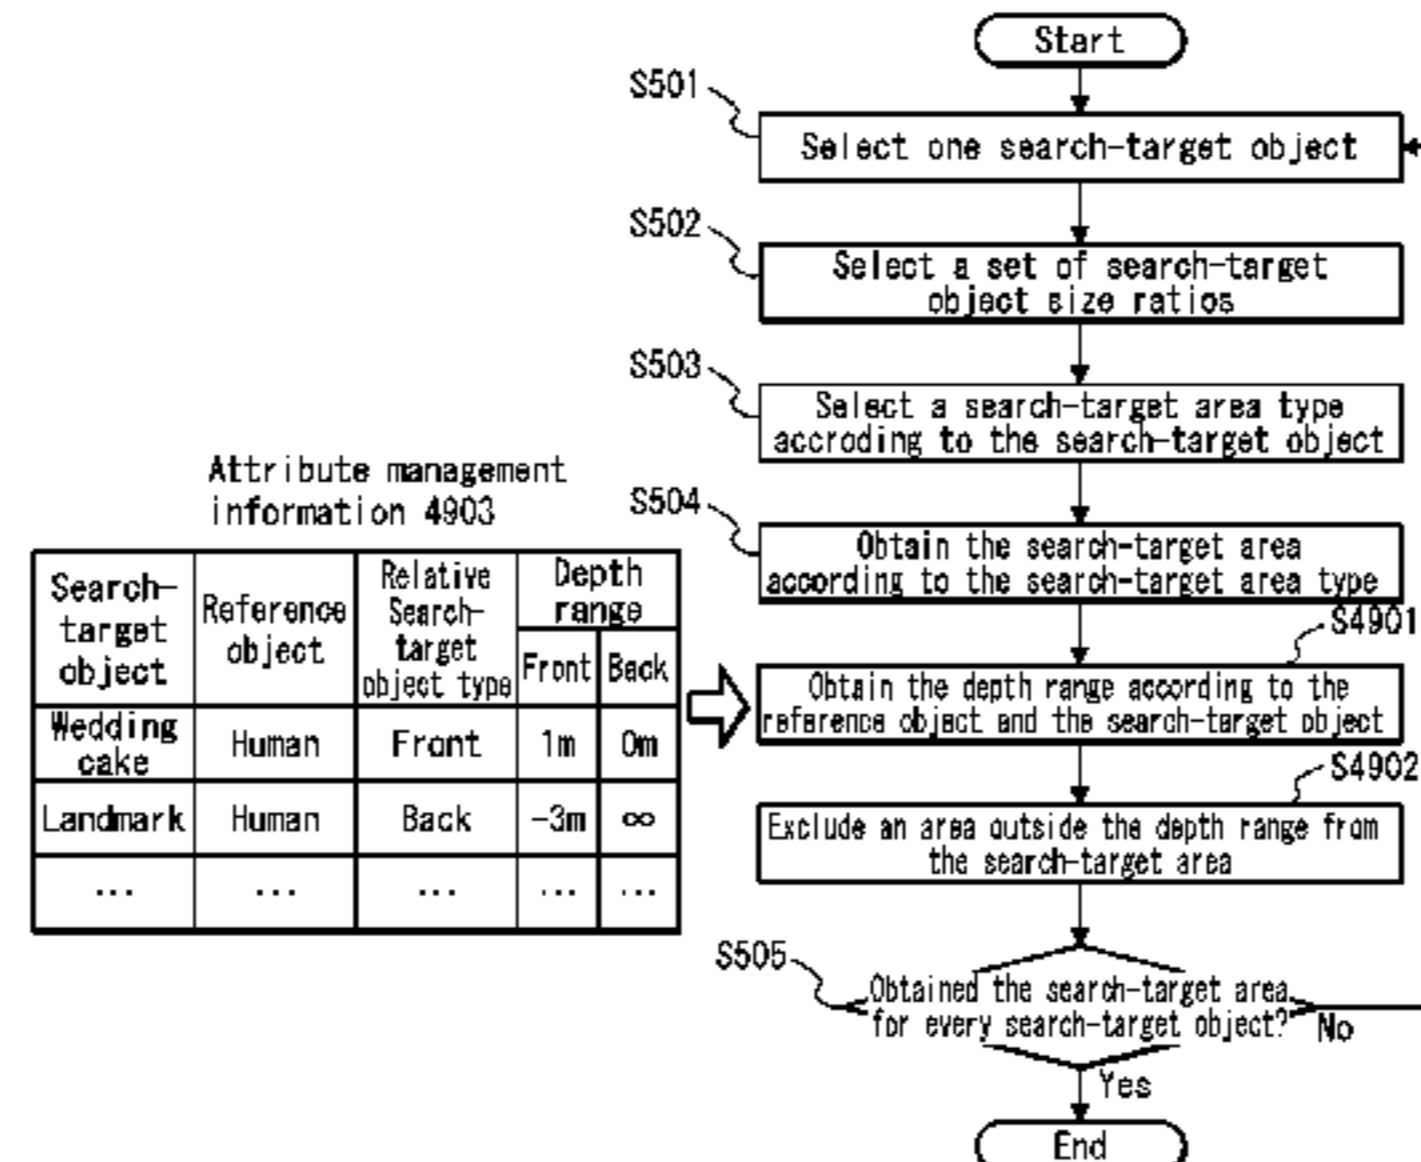 Start
S501
Select one search-target object
S502
Select a set of search-target
object size ratios
S503
Select a search-target area type
accroding to the search-target object
S504
Obtain the search-target area
according to the search-target area type
S4901
Obtain the depth range according to the
reference object and the search-target object
S4902
Exclude an area outside the depth range from
the search-target area
S505
Obtained the search-target area
for every search-target object?
No
Yes
End
Attribute management
information 4903
Search-
target
object
Reference
object
Relative
Search-
target
object type
Depth
range
Front Back
Wedding
cake
Human Front 1m 0m
Landmark Human Back -3m ∞
... ... ... ... ...